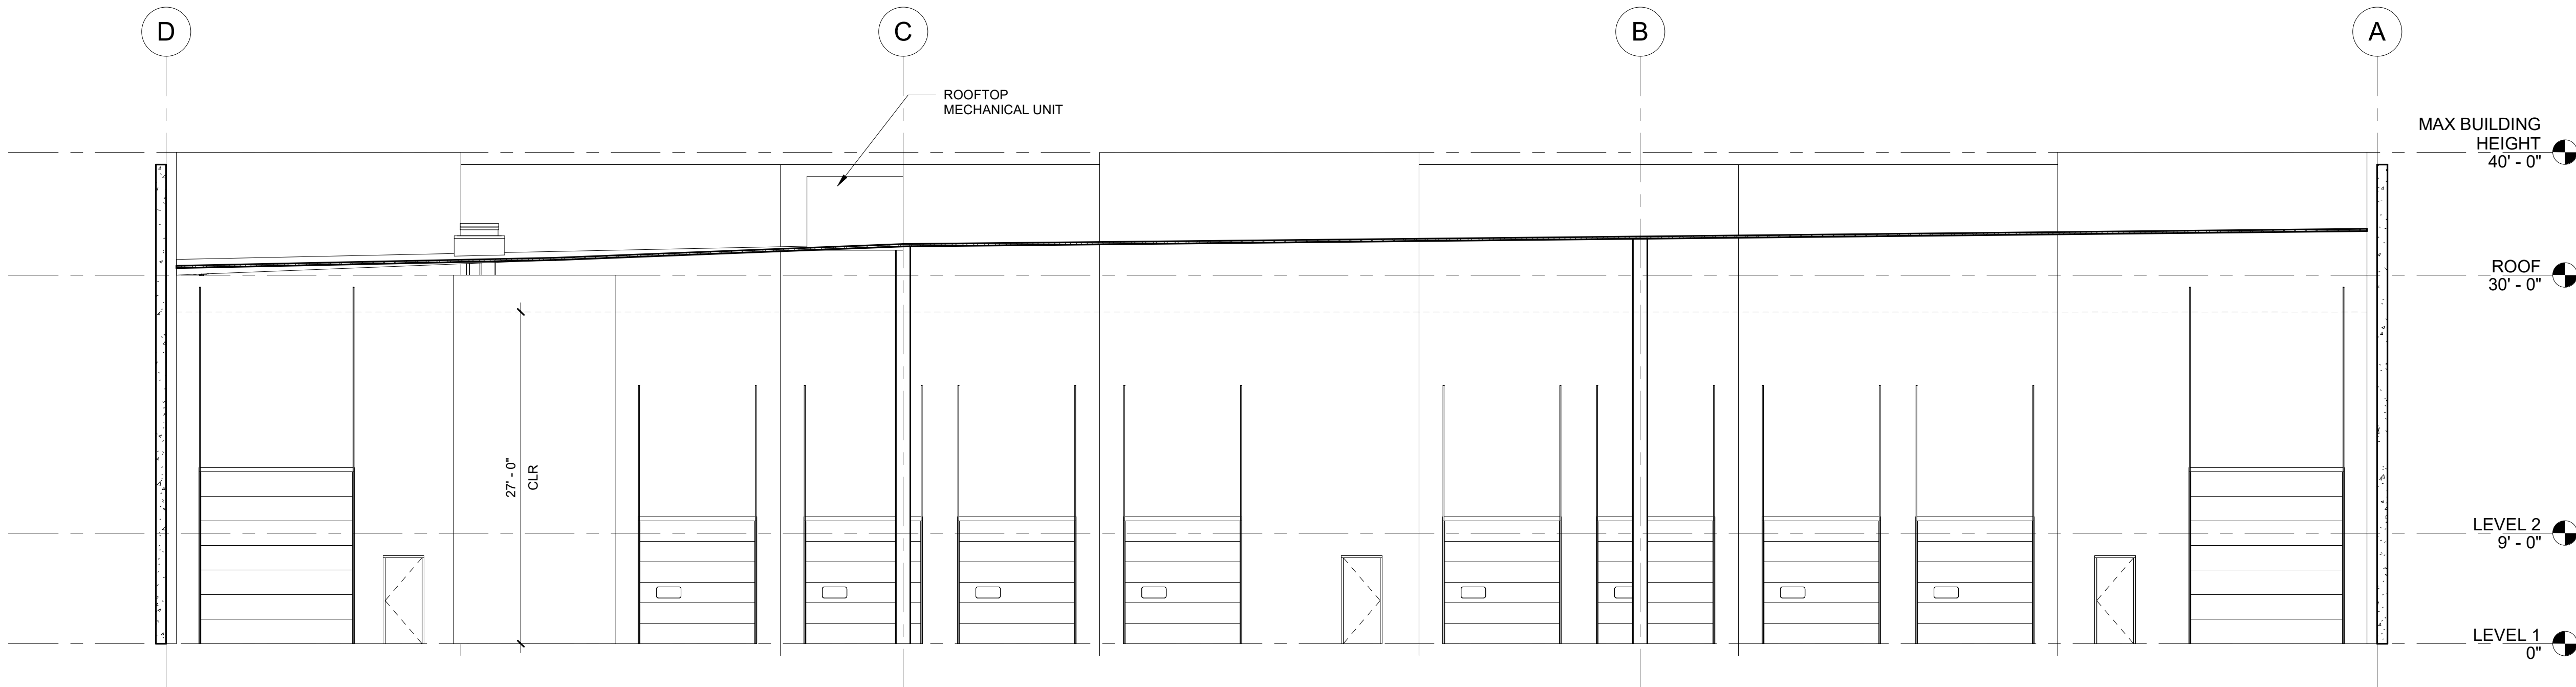 D
C
B
A
ROOFTOP
MECHANICAL UNIT
MAX BUILDING
HEIGHT
40' - 0"
ROOF
30' - 0"
27' - 0"
CLR
LEVEL 2
9' - 0"
LEVEL 1
0"